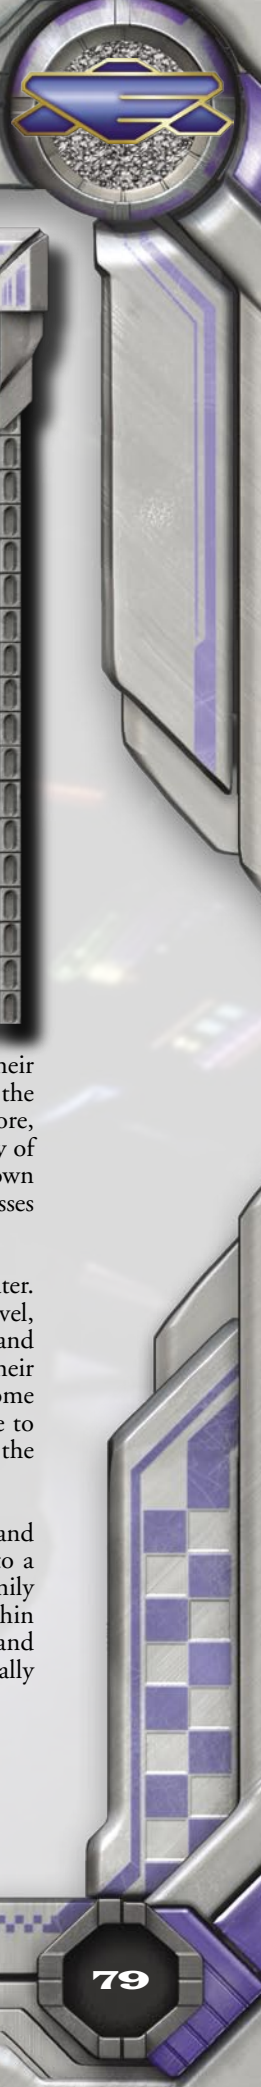 heir
the
ore,
y of
own
sses
ter.
vel,
and
heir
ome
e to
the
and
to a
nily
hin
and
ally
79